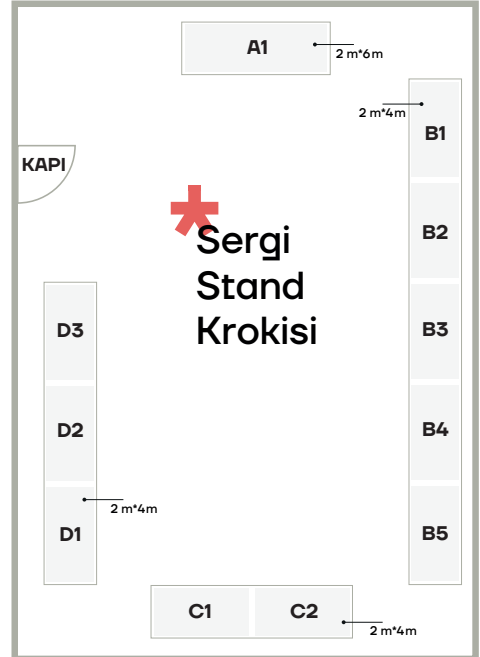 A1
2 m*6m
2 m*4m
B1
KAPI
B2
Sergi
Stand
Krokisi
D3
B3
D2
B4
2 m*4m
D1
B5
C1
C2
2 m*4m